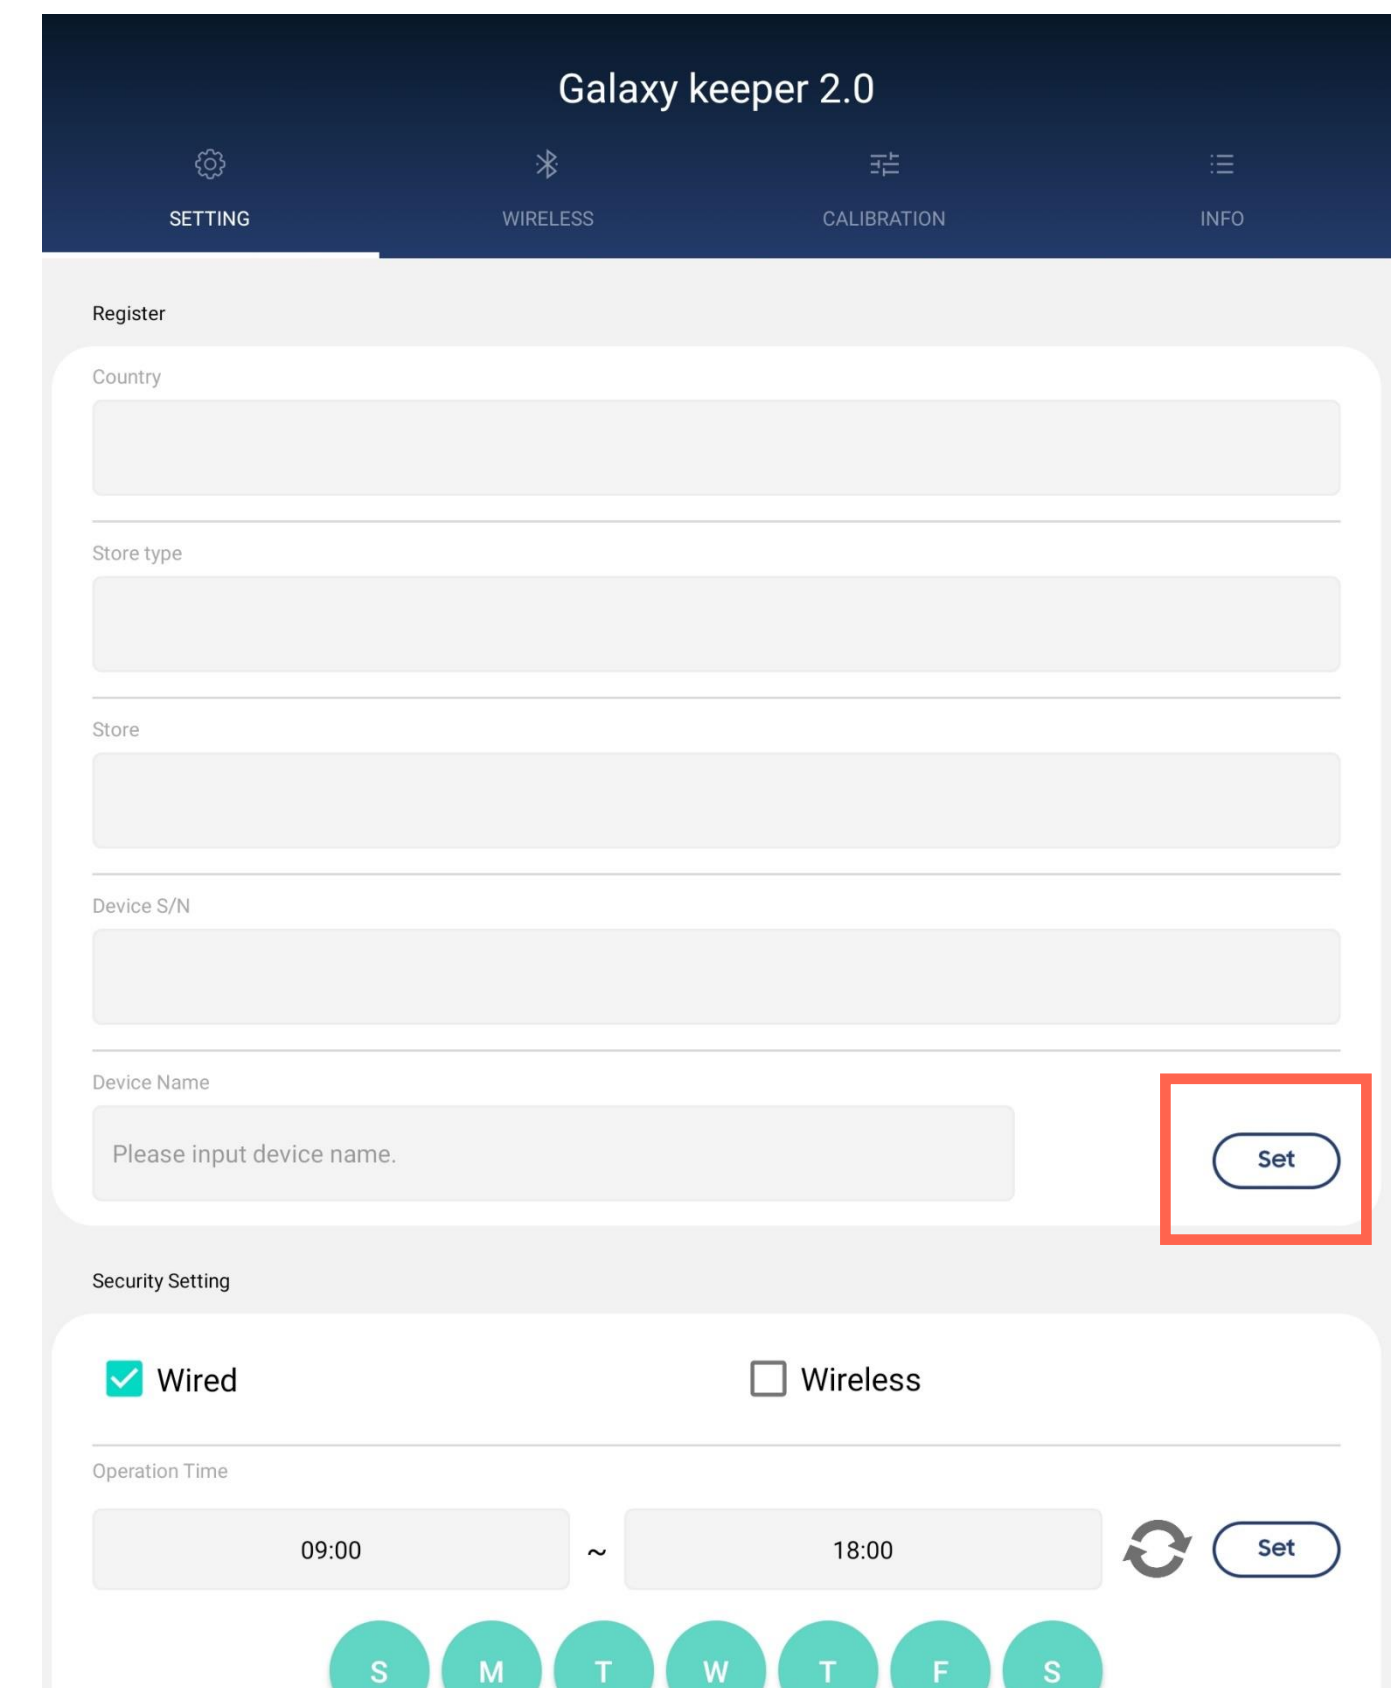 Galaxy keeper 2.0
SETTING WIRELESS CALIBRATION INFO
Register
Country
Store type
Store
Device S/N
Device Name
Please input device name.
Set
Security Setting
Wired Wireless
Operation Time
09:00 ~ 18:00 Set
S M T W T F S